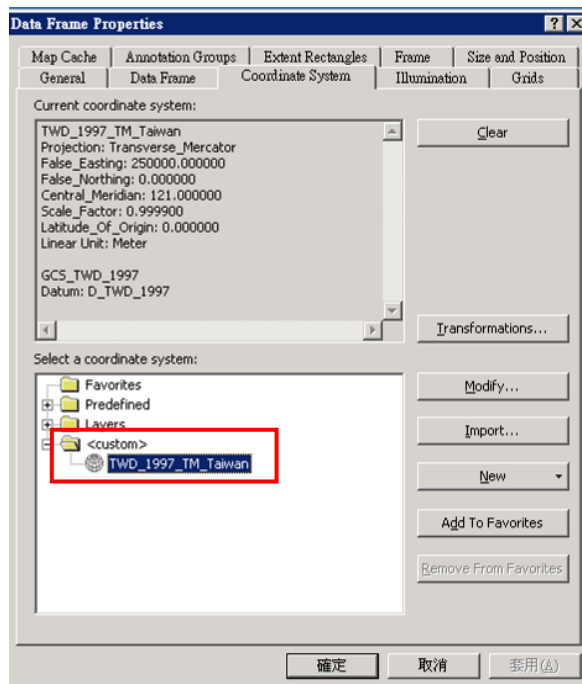 Data Frame Properties
Map Cache Annotation Groups Extent Rectangles Frame Size and Position
General Data Frame Coordinate System Illumination Grids
Current coordinate system:
TWD_1997_TM_Taiwan
Projection: Transverse_Mercator
False_Easting: 250000.000000
False_Northing: 0.000000
Central_Meridian: 121.000000
Scale_Factor: 0.999900
Latitude_Of_Origin: 0.000000
Linear Unit: Meter
GCS_TWD_1997
Datum: D_TWD_1997
Clear
Transformations...
Select a coordinate system:
Favorites
Predefined
Layers
<custom>
TWD_1997_TM_Taiwan
Modify...
Import...
New
Add To Favorites
Remove From Favorites
確定 取消 套用(A)